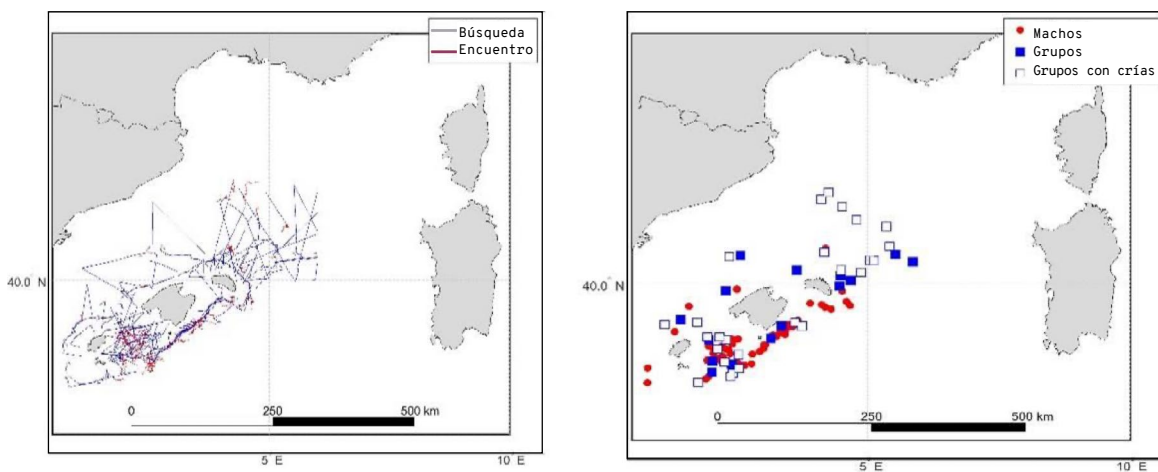 Búsqueda
Encuentro
40.0° N
0 250 500 km
5° E 10° E
Machos
Grupos
Grupos con crías
40.0° N
0 250 500 km
5° E 10° E